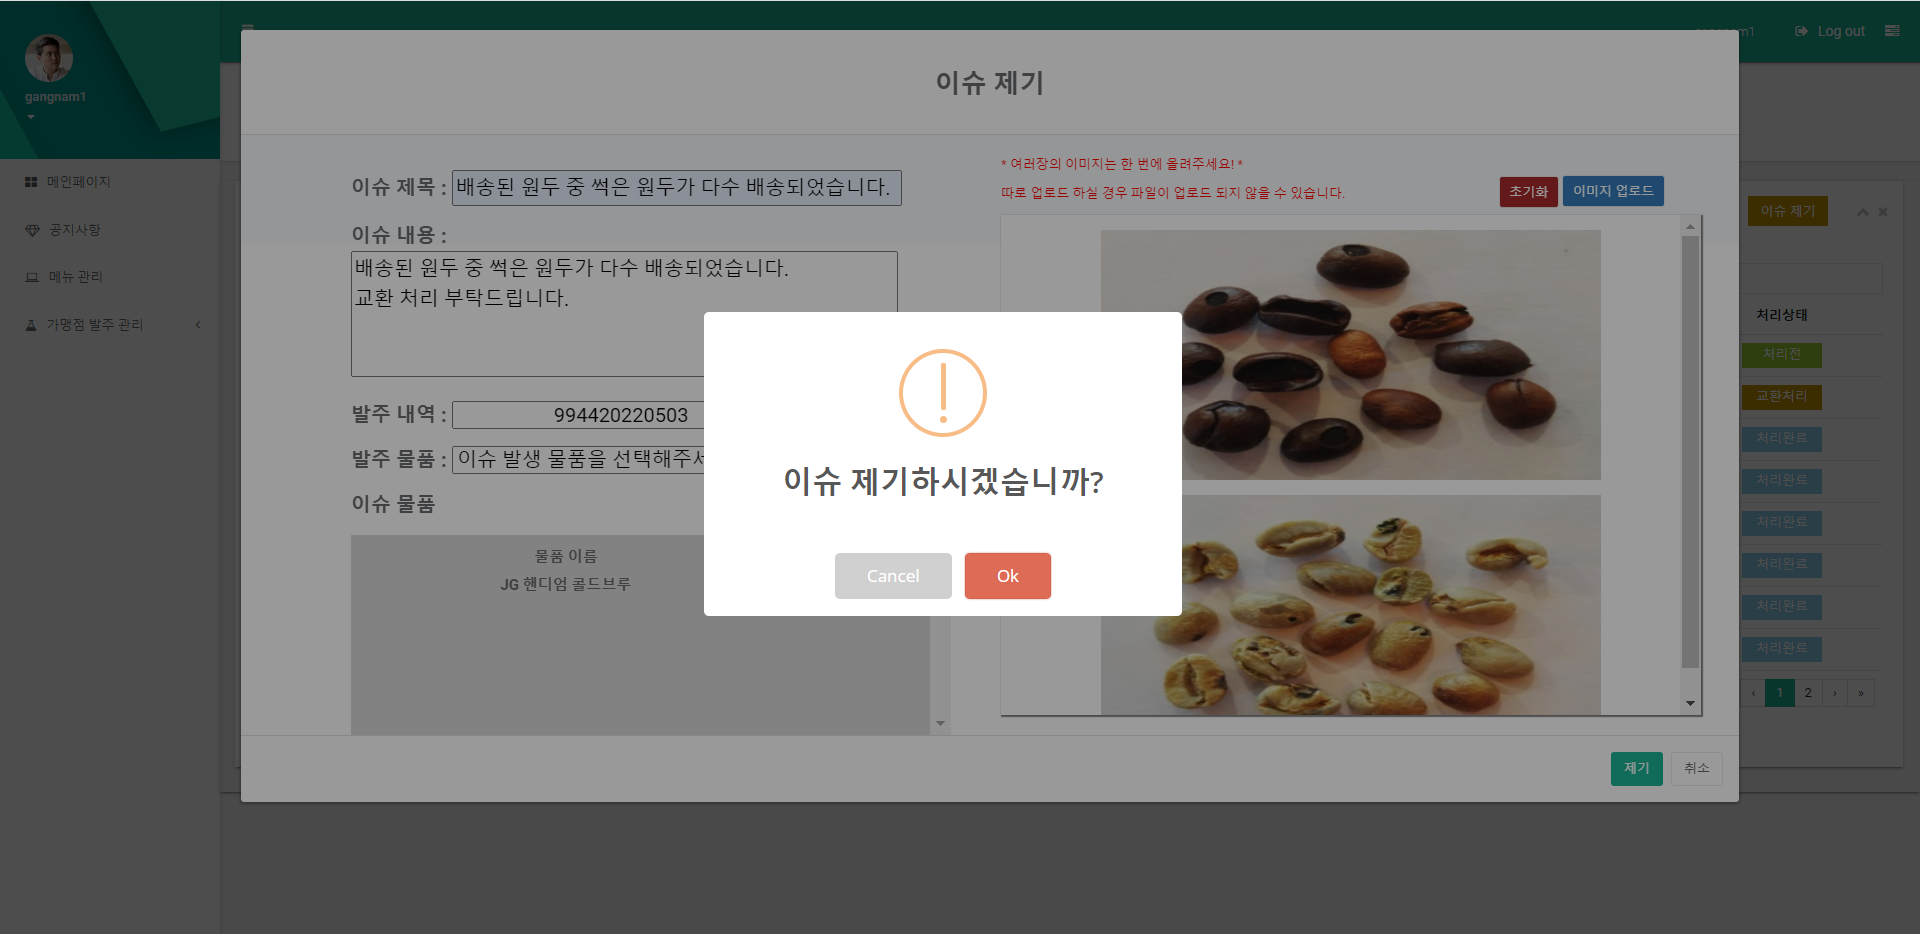 gangnam1
메인페이지
공지사항
메뉴 관리
가맹점 발주 관리
Log out
이슈 제기
이슈 제목 :
배송된 원두 중 썩은 원두가 다수 배송되었습니다.
이슈 내용 :
배송된 원두 중 썩은 원두가 다수 배송되었습니다.
교환 처리 부탁드립니다.
발주 내역 :
994420220503
발주 물품 :
이슈 발생 물품을 선택해주
이슈 물품
물품 이름
JG 핸디엄 콜드브루
* 여러장의 이미지는 한 번에 올려주세요! *
따로 업로드 하실 경우 파일이 업로드 되지 않을 수 있습니다.
초기화
이미지 업로드
이슈 제기하시겠습니까?
Cancel
Ok
제기
취소
이슈 제기
처리상태
처리전
교환처리
처리완료
처리완료
처리완료
처리완료
처리완료
처리완료
‹ 1 2 › »